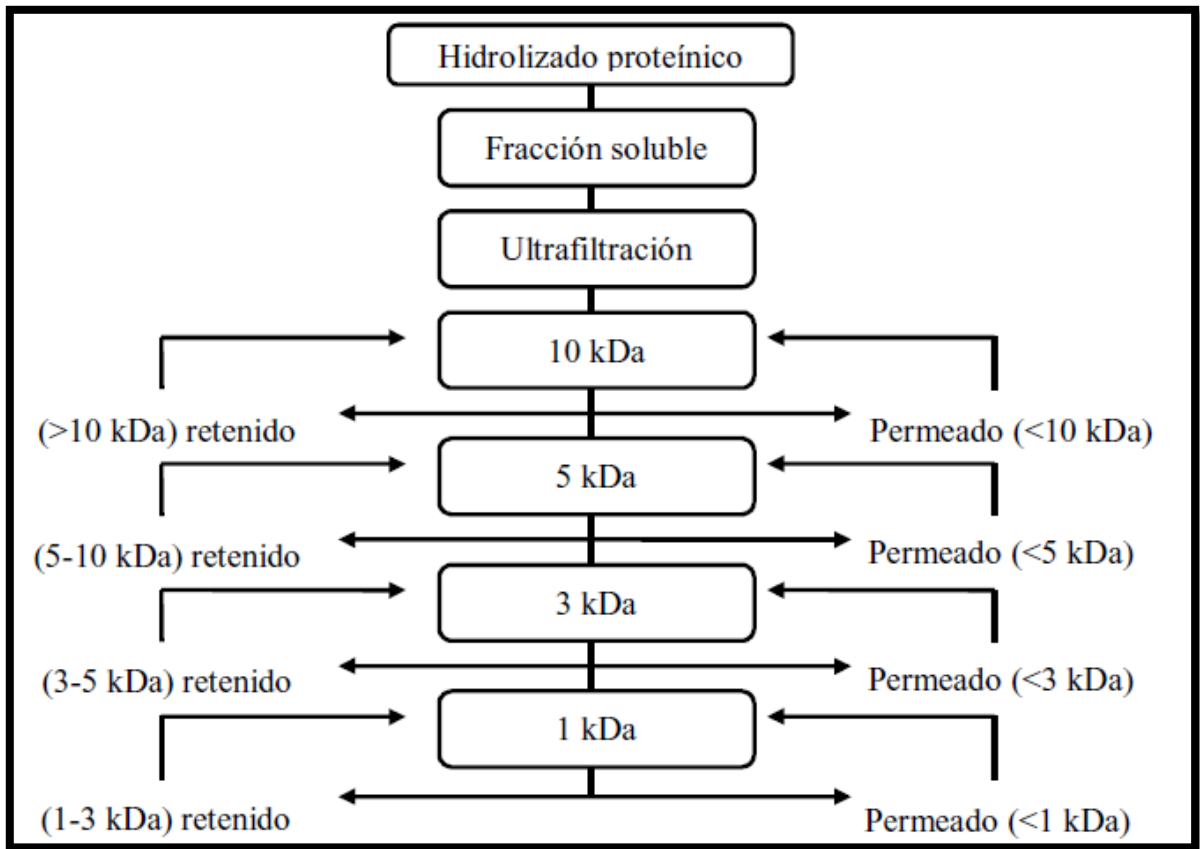 Hidrolizado proteínico
Fracción soluble
Ultrafiltración
10 kDa
(>10 kDa) retenido
Permeado (<10 kDa)
5 kDa
(5-10 kDa) retenido
Permeado (<5 kDa)
3 kDa
(3-5 kDa) retenido
Permeado (<3 kDa)
1 kDa
(1-3 kDa) retenido
Permeado (<1 kDa)